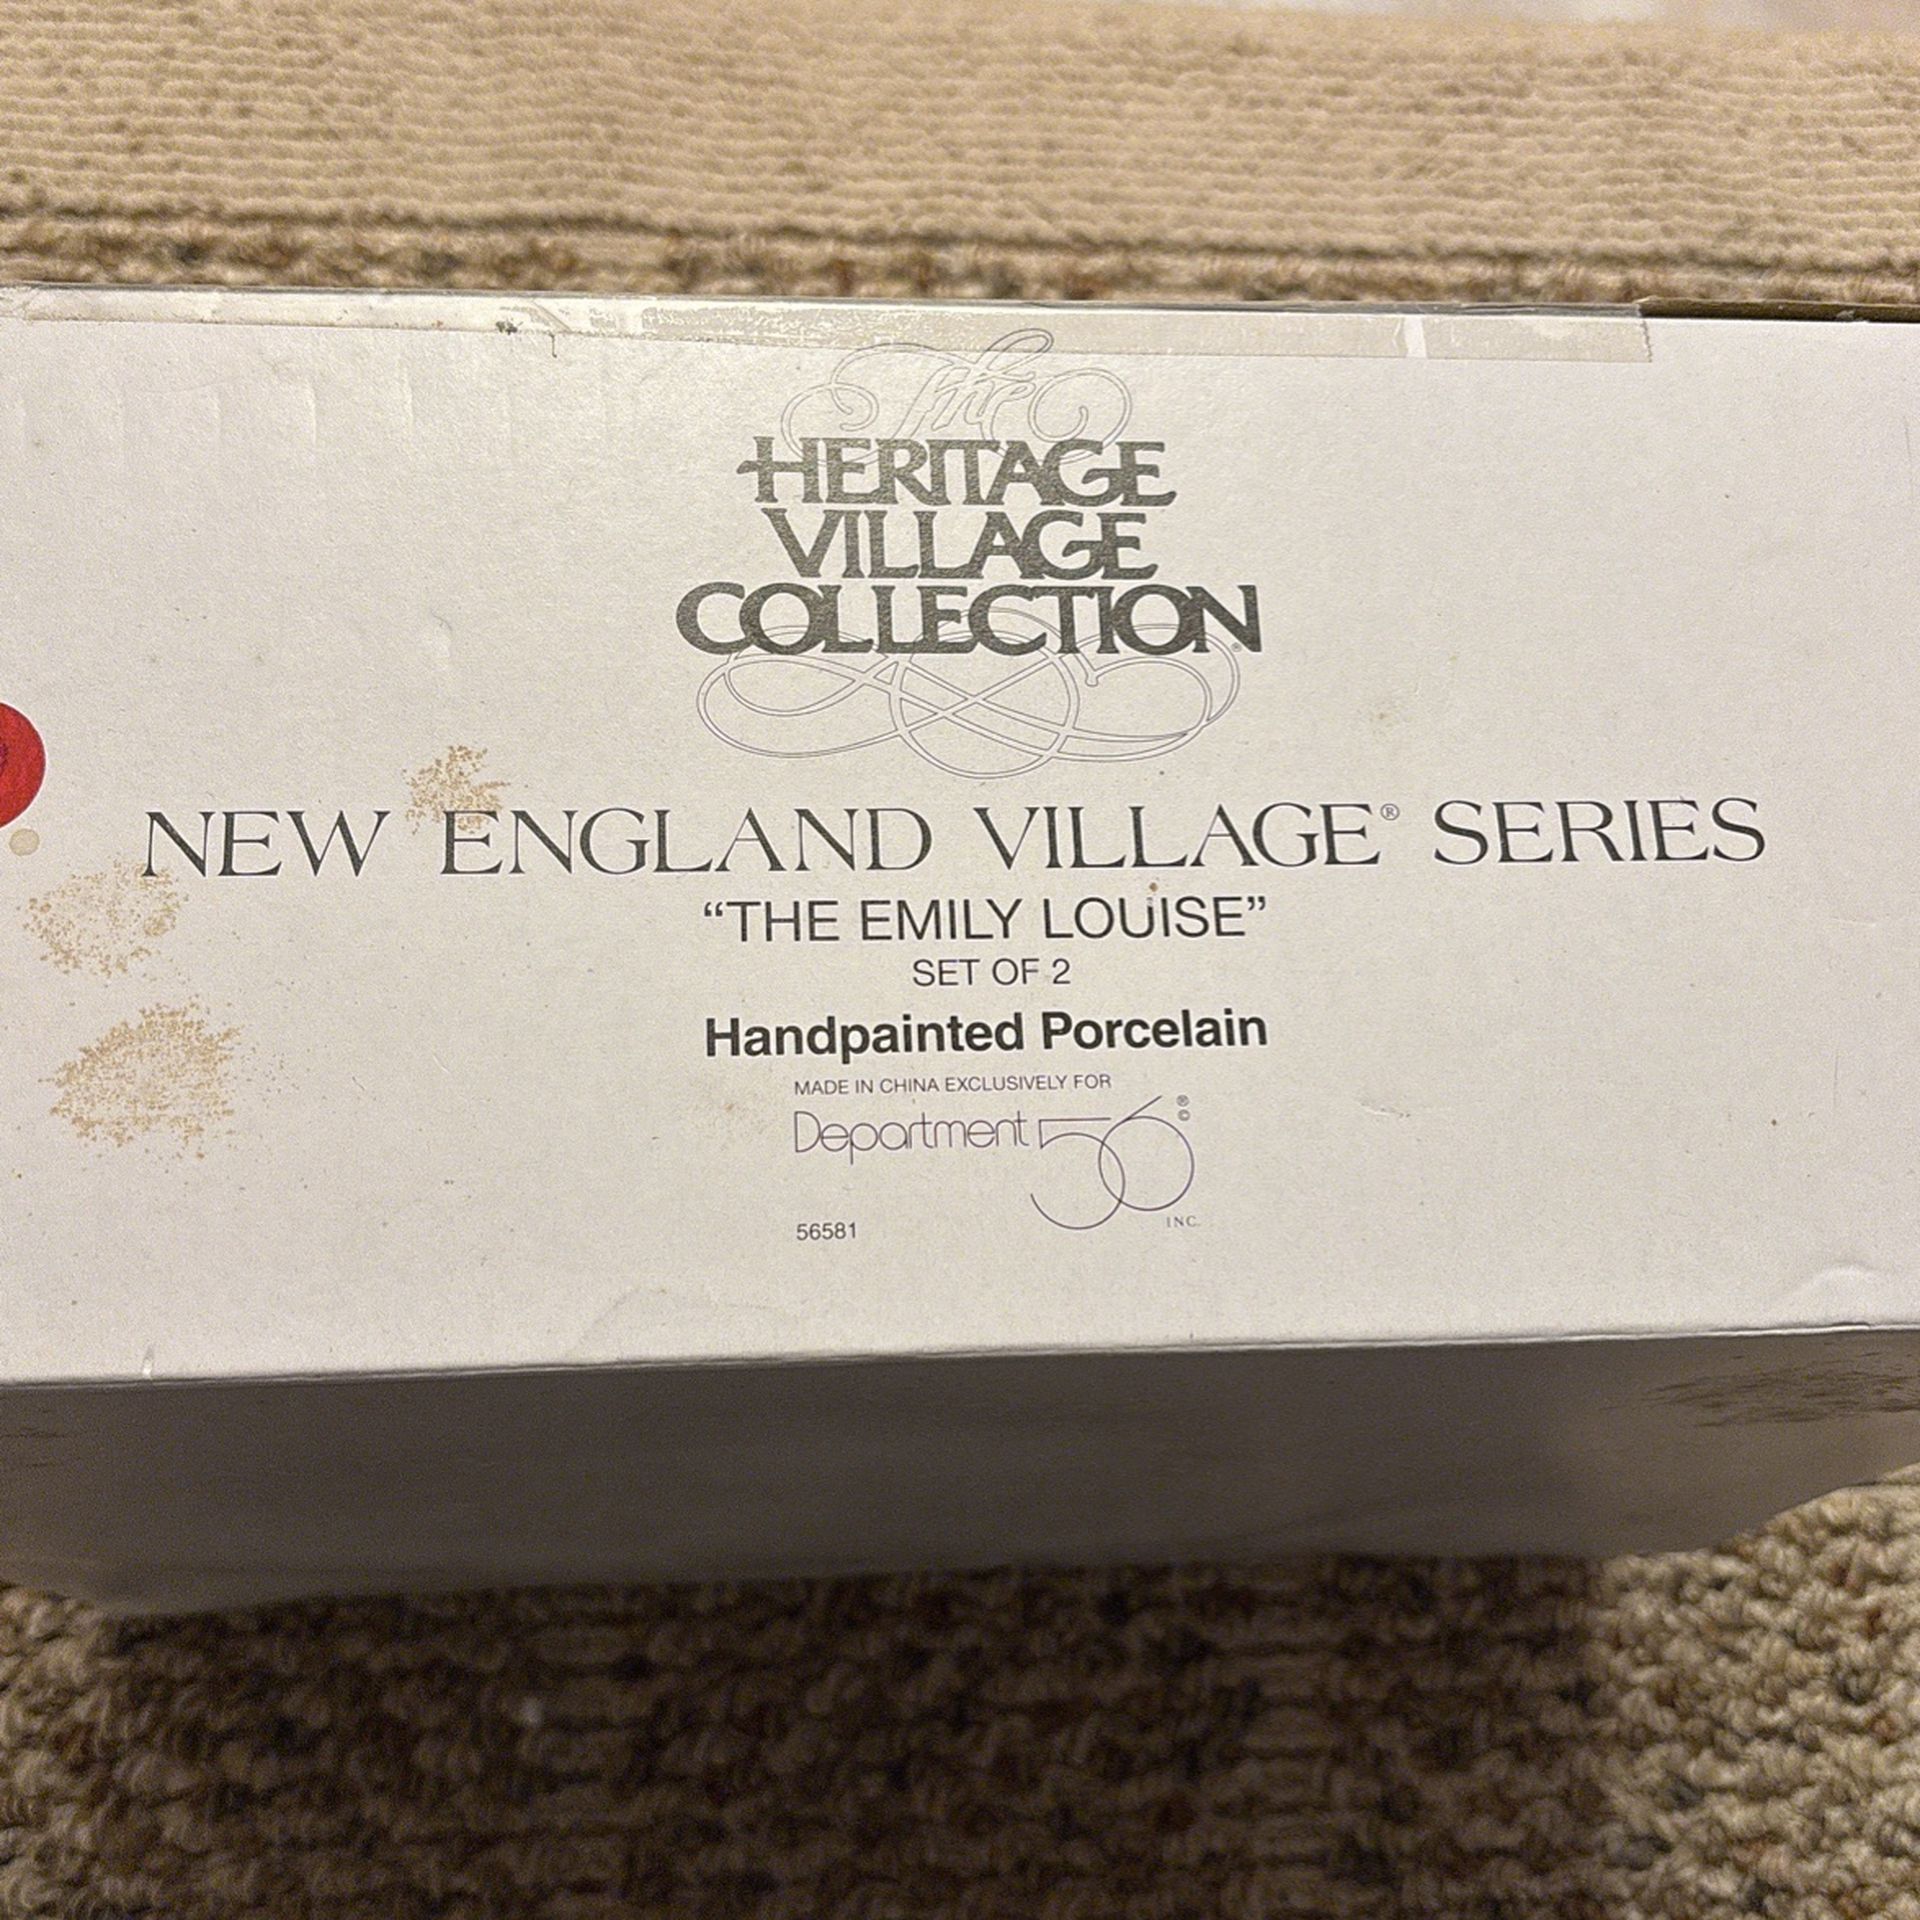 The
HERITAGE
VILLAGE
COLLECTION®
NEW ENGLAND VILLAGE® SERIES
“THE EMILY LOUISE”
SET OF 2
Handpainted Porcelain
MADE IN CHINA EXCLUSIVELY FOR
Department 56 ® ©
INC.
56581